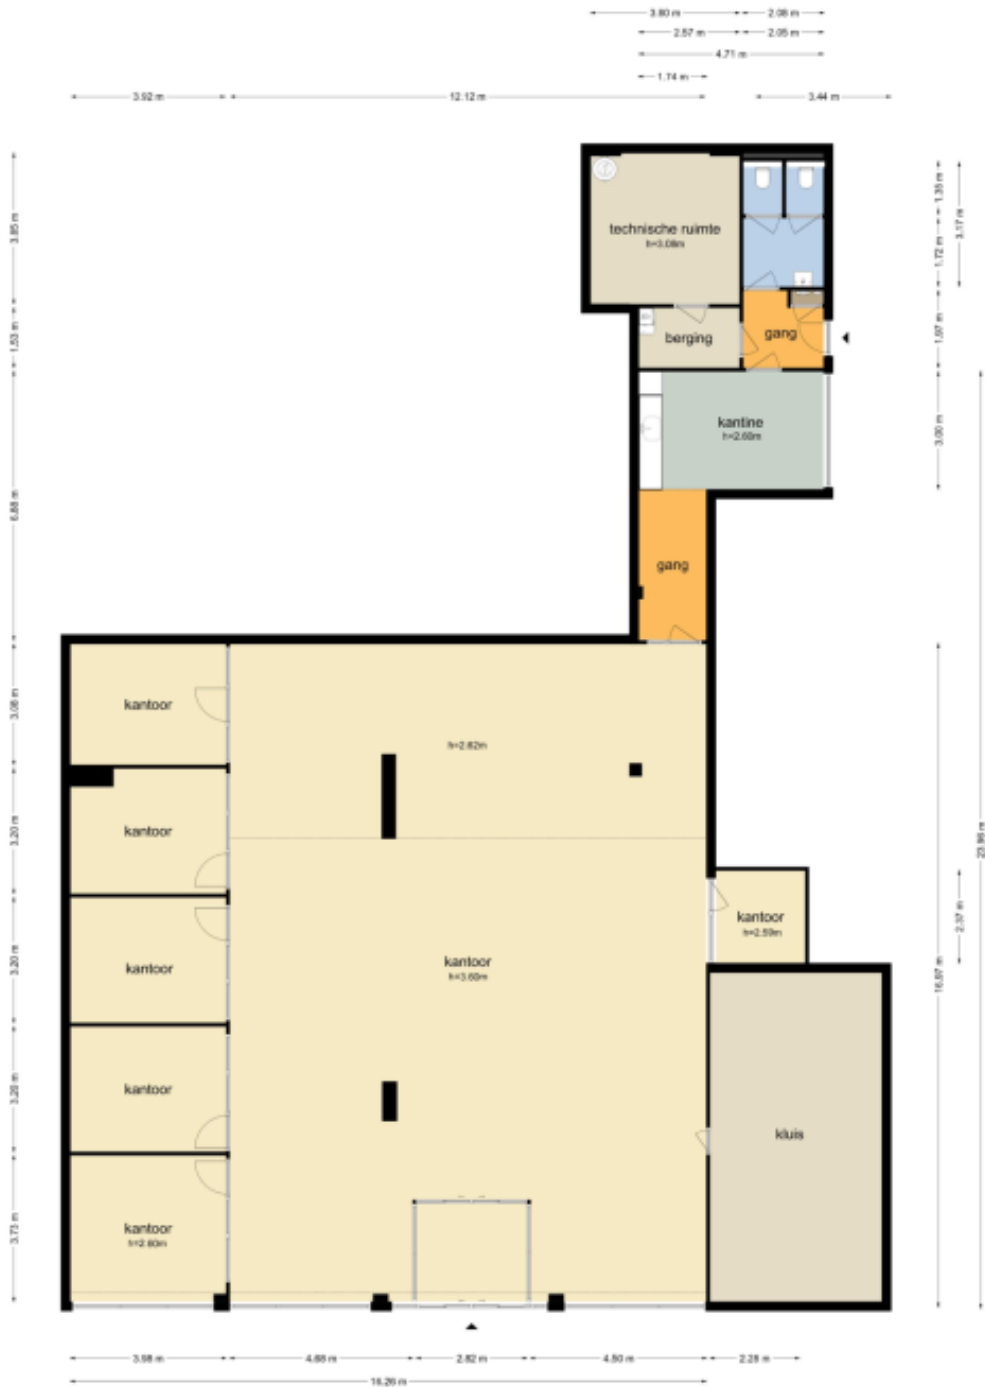 3.80 m
2.08 m
2.57 m
2.05 m
4.71 m
1.74 m
3.92 m
12.12 m
3.44 m
3.85 m
1.35 m
3.17 m
technische ruimte
h=3.08m
1.72 m
1.53 m
berging
gang
1.97 m
kantine
h=2.60m
3.00 m
6.88 m
gang
kantoor
3.08 m
h=2.62m
kantoor
3.20 m
23.96 m
kantoor
h=2.59m
2.37 m
kantoor
3.20 m
kantoor
h=3.60m
16.97 m
kantoor
3.20 m
kluis
kantoor
h=2.60m
3.73 m
3.98 m
4.68 m
2.82 m
4.50 m
2.28 m
16.26 m